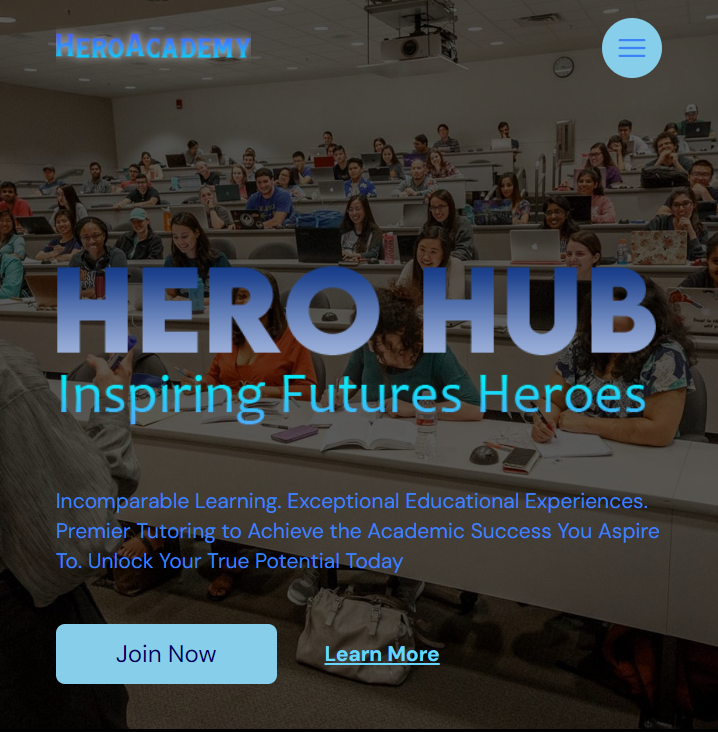 HeroAcademy
HERO HUB
Inspiring Futures Heroes
Incomparable Learning. Exceptional Educational Experiences.
Premier Tutoring to Achieve the Academic Success You Aspire
To. Unlock Your True Potential Today
Join Now
Learn More